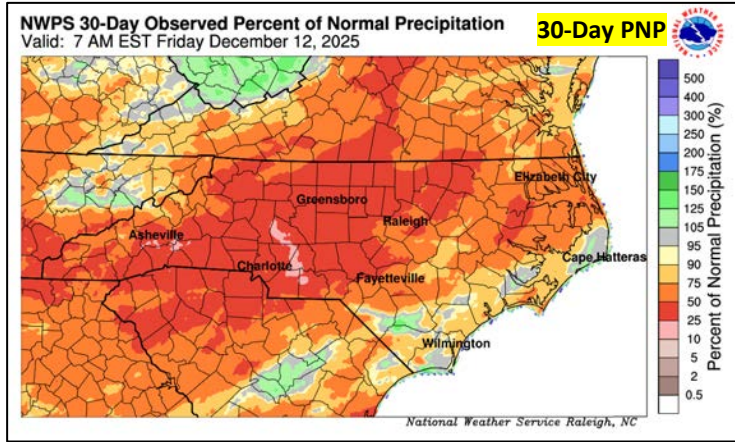 NWPS 30-Day Observed Percent of Normal Precipitation
Valid: 7 AM EST Friday December 12, 2025
30-Day PNP
NATIONAL WEATHER SERVICE
Elizabeth City
Greensboro
Raleigh
Asheville
Cape Hatteras
Charlotte
Fayetteville
Wilmington
500
400
300
250
200
175
150
125
105
95
90
75
50
25
10
5
2
0.5
Percent of Normal Precipitation (%)
National Weather Service Raleigh, NC